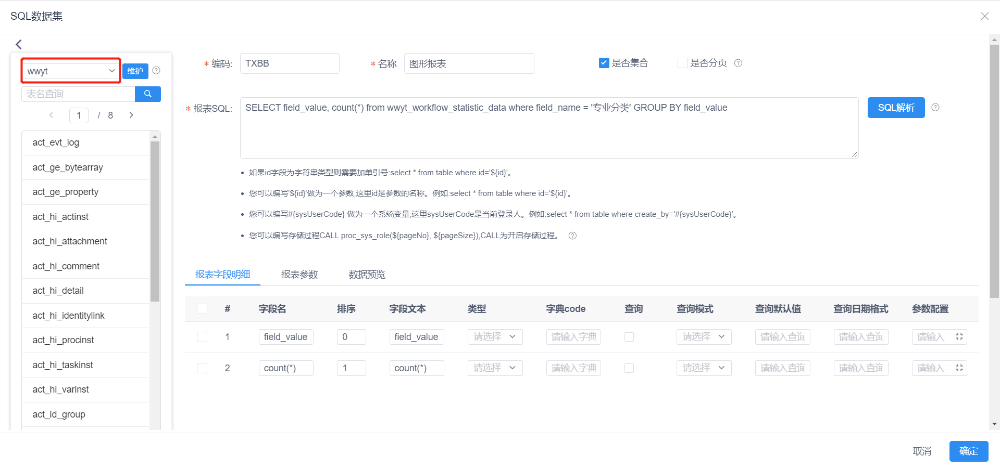 SQL数据集
wwyt
维护
表名查询
1 / 8
act_evt_log
act_ge_bytearray
act_ge_property
act_hi_actinst
act_hi_attachment
act_hi_comment
act_hi_detail
act_hi_identitylink
act_hi_procinst
act_hi_taskinst
act_hi_varinst
act_id_group
* 编码: TXBB * 名称 图形报表 是否集合 是否分页
* 报表SQL: SELECT field_value, count(*) from wwyt_workflow_statistic_data where field_name = '专业分类' GROUP BY field_value SQL解析
• 如果id字段为字符串类型则需要加单引号:select * from table where id='${id}'。
• 您可以编写'${id}'做为一个参数,这里id是参数的名称。例如:select * from table where id='${id}'。
• 您可以编写#{sysUserCode} 做为一个系统变量,这里sysUserCode是当前登录人。例如:select * from table where create_by='#{sysUserCode}'。
• 您可以编写存储过程CALL proc_sys_role(${pageNo}, ${pageSize}),CALL为开启存储过程。
报表字段明细 报表参数 数据预览
# 字段名 排序 字段文本 类型 字典code 查询 查询模式 查询默认值 查询日期格式 参数配置
1 field_value 0 field_value 请选择 请输入字典 请选择 请输入查询 请输入查询 请输入
2 count(*) 1 count(*) 请选择 请输入字典 请选择 请输入查询 请输入查询 请输入
取消 确定